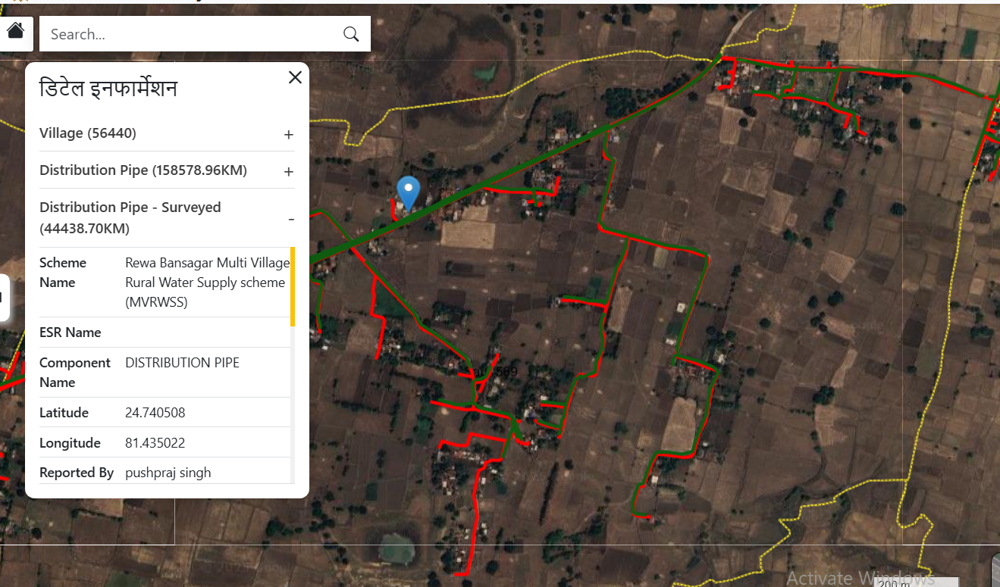 Search...
डिटेल इनफार्मेशन
Village (56440) +
Distribution Pipe (158578.96KM) +
Distribution Pipe - Surveyed
(44438.70KM) -
Scheme Name Rewa Bansagar Multi Village
Rural Water Supply scheme
(MVRWSS)
ESR Name
Component Name DISTRIBUTION PIPE
Latitude 24.740508
Longitude 81.435022
Reported By pushpraj singh
569
Activate Windows
200 m